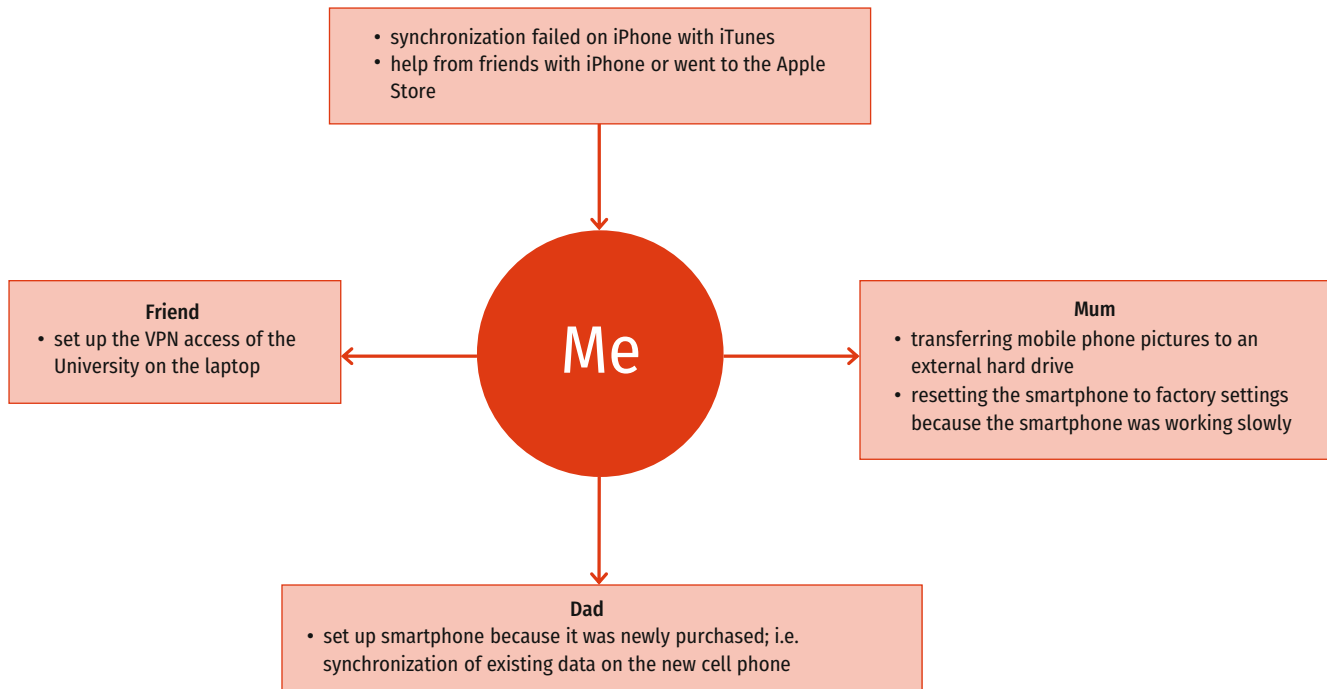 • synchronization failed on iPhone with iTunes
• help from friends with iPhone or went to the Apple
Store
Friend
• set up the VPN access of the
University on the laptop
Me
Mum
• transferring mobile phone pictures to an
external hard drive
• resetting the smartphone to factory settings
because the smartphone was working slowly
Dad
• set up smartphone because it was newly purchased; i.e.
synchronization of existing data on the new cell phone